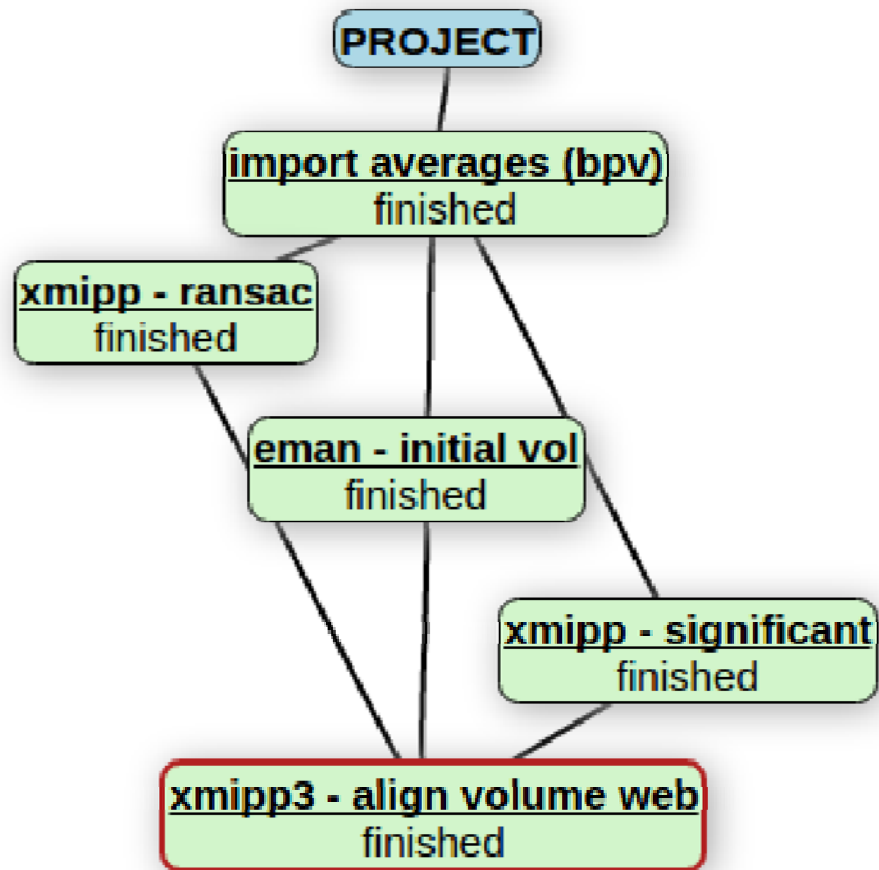 PROJECT
import averages (bpv)
finished
xmipp - ransac
finished
eman - initial vol
finished
xmipp - significant
finished
xmipp3 - align volume web
finished